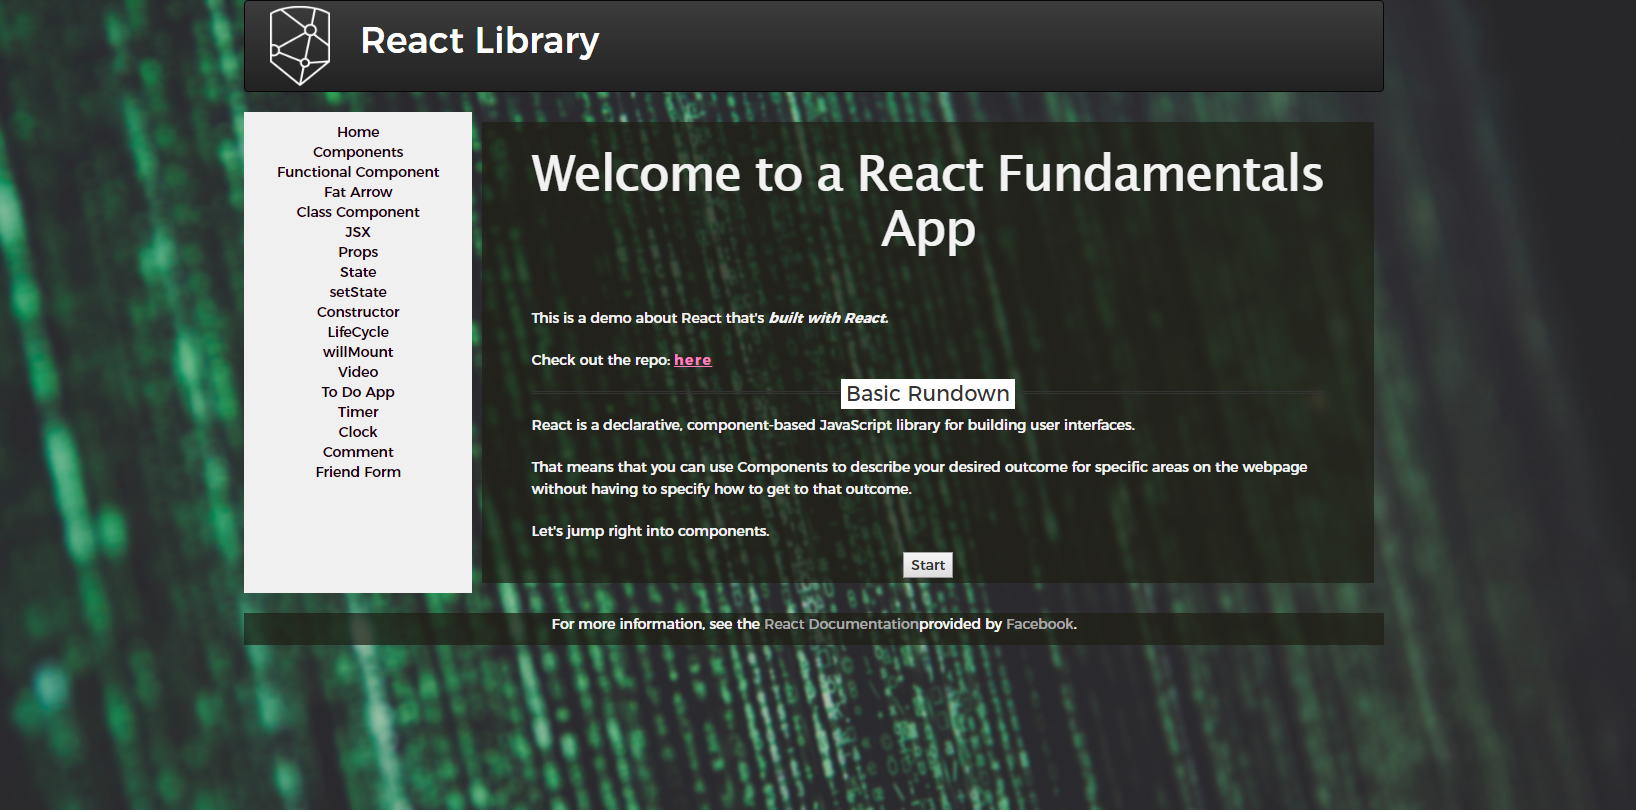 React Library
Home
Components
Functional Component
Fat Arrow
Class Component
JSX
Props
State
setState
Constructor
LifeCycle
willMount
Video
To Do App
Timer
Clock
Comment
Friend Form
Welcome to a React Fundamentals
App
This is a demo about React that's built with React.
Check out the repo: here
Basic Rundown
React is a declarative, component-based JavaScript library for building user interfaces.
That means that you can use Components to describe your desired outcome for specific areas on the webpage
without having to specify how to get to that outcome.
Let's jump right into components.
Start
For more information, see the React Documentationprovided by Facebook.